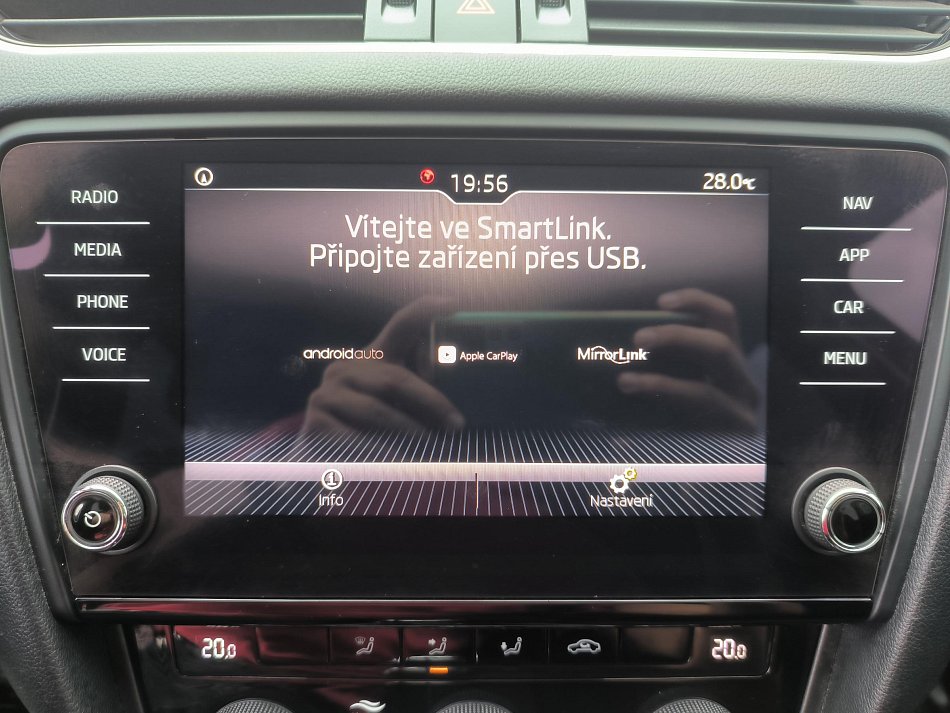 19:56
28.0°C
RADIO
MEDIA
PHONE
VOICE
Vítejte ve SmartLink.
Připojte zařízení přes USB.
androidauto
Apple CarPlay
MirrorLink
Info
Nastavení
NAV
APP
CAR
MENU
20.0
20.0